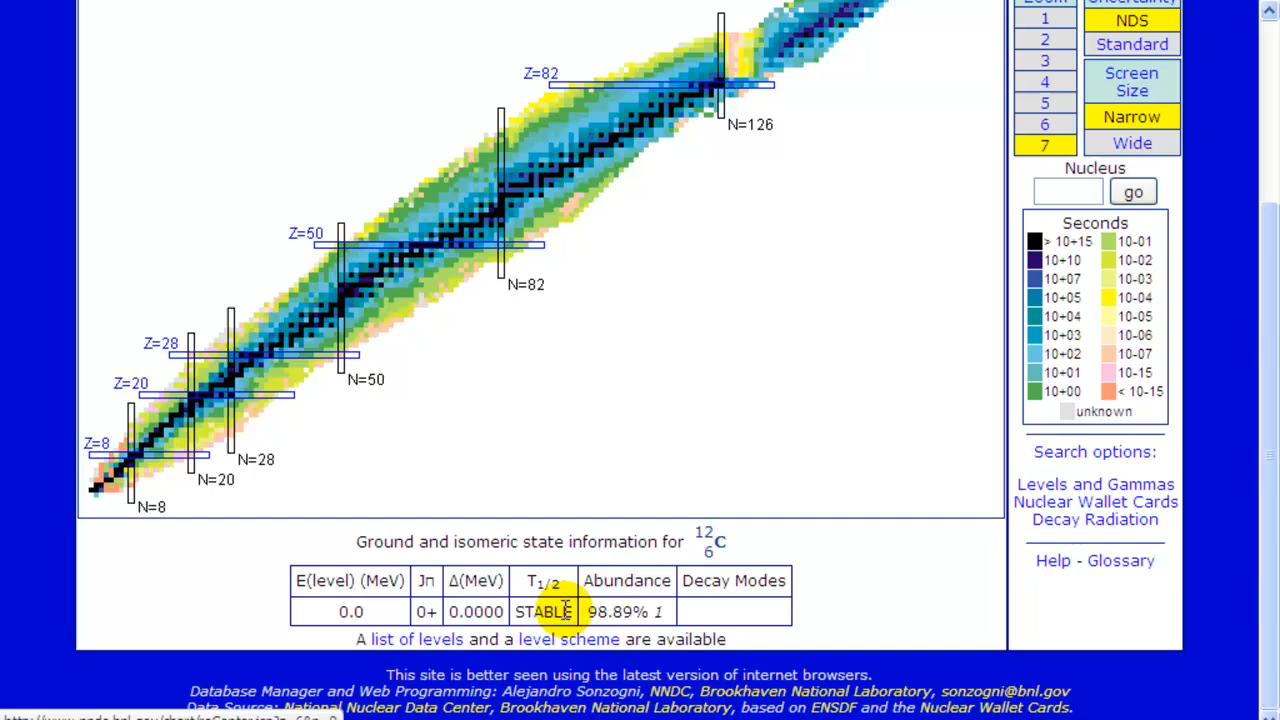 Zoom
1
2
3
4
5
6
7
Uncertainty
NDS
Standard
Screen
Size
Narrow
Wide
Nucleus
go
Seconds
> 10+15 10-01
10+10 10-02
10+07 10-03
10+05 10-04
10+04 10-05
10+03 10-06
10+02 10-07
10+01 10-15
10+00 < 10-15
unknown
Search options:
Levels and Gammas
Nuclear Wallet Cards
Decay Radiation
Help - Glossary
Z=82
N=126
Z=50
N=82
Z=28
N=50
Z=20
N=28
Z=8
N=20
N=8
Ground and isomeric state information for 12 6 C
E(level) (MeV) Jπ Δ(MeV) T1/2 Abundance Decay Modes
0.0 0+ 0.0000 STABLE 98.89% 1
A list of levels and a level scheme are available
This site is better seen using the latest version of internet browsers.
Database Manager and Web Programming: Alejandro Sonzogni, NNDC, Brookhaven National Laboratory, sonzogni@bnl.gov
Data Source: National Nuclear Data Center, Brookhaven National Laboratory, based on ENSDF and the Nuclear Wallet Cards.